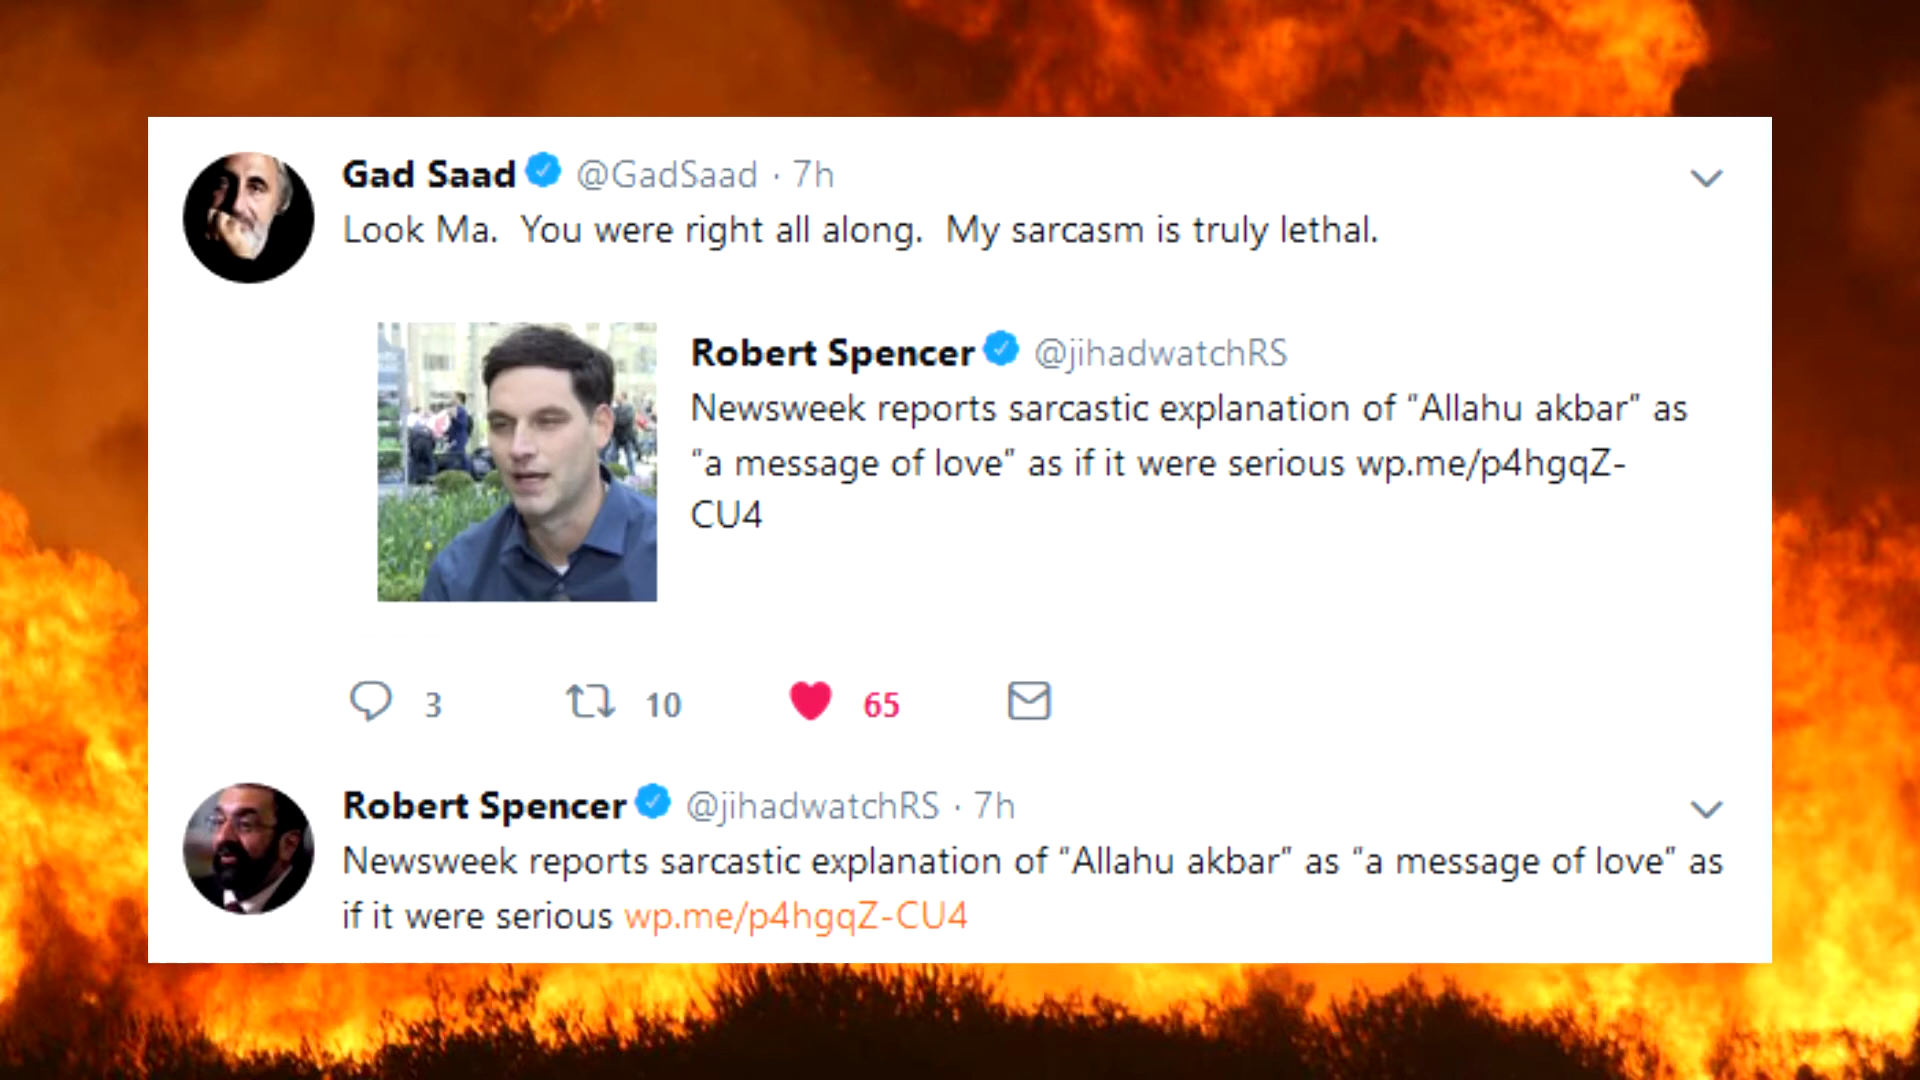 Gad Saad @GadSaad · 7h
Look Ma.  You were right all along.  My sarcasm is truly lethal.
Robert Spencer @jihadwatchRS
Newsweek reports sarcastic explanation of "Allahu akbar" as
"a message of love" as if it were serious wp.me/p4hgqZ-
CU4
3 10 65
Robert Spencer @jihadwatchRS · 7h
Newsweek reports sarcastic explanation of "Allahu akbar" as "a message of love" as
if it were serious wp.me/p4hgqZ-CU4